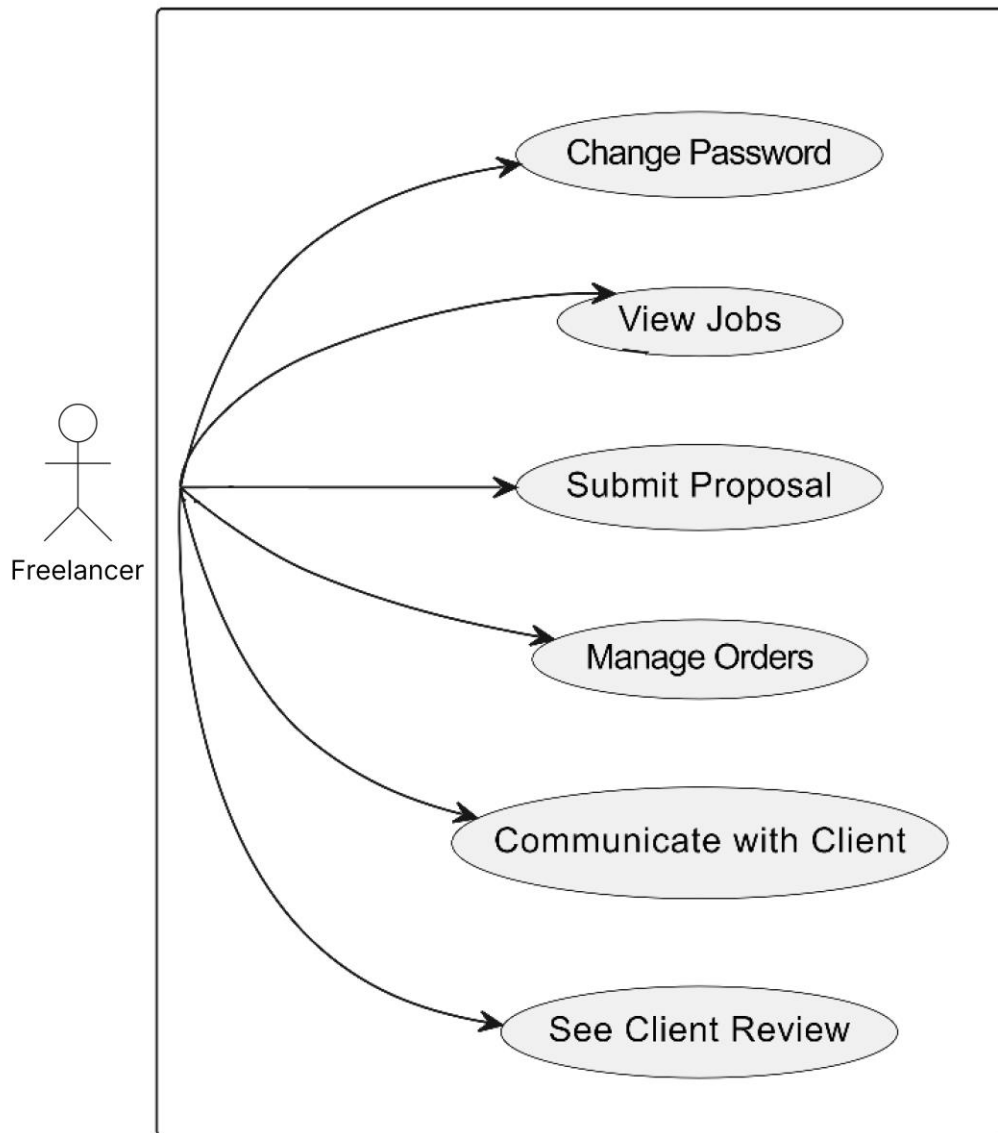 Change Password
View Jobs
Submit Proposal
Freelancer
Manage Orders
Communicate with Client
See Client Review